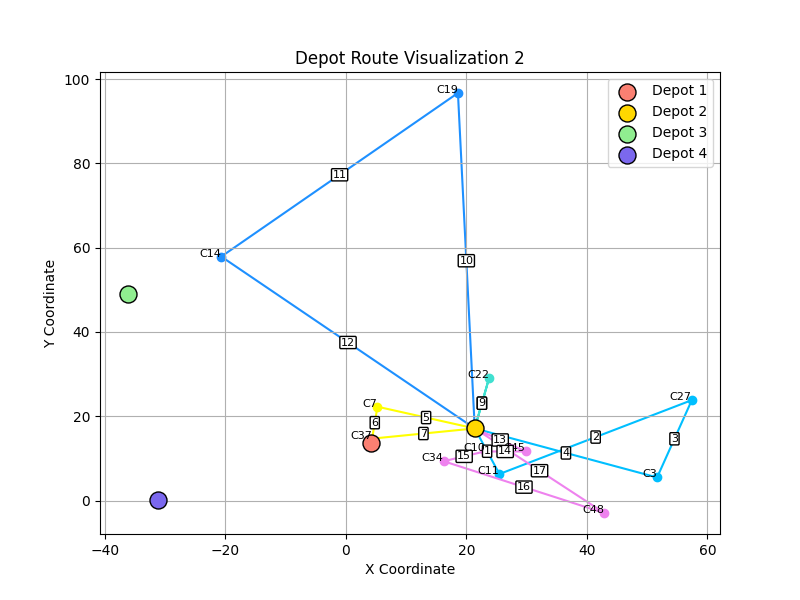 Depot Route Visualization 2
Depot 1
Depot 2
Depot 3
Depot 4
100
80
60
40
20
0
Y Coordinate
−40
−20
0
20
40
60
X Coordinate
C19
11
C14
10
12
C22
C27
C7
9
5
6
C37
7
13
2
3
C10
1
14
C45
4
15
C34
C11
17
C3
16
C48